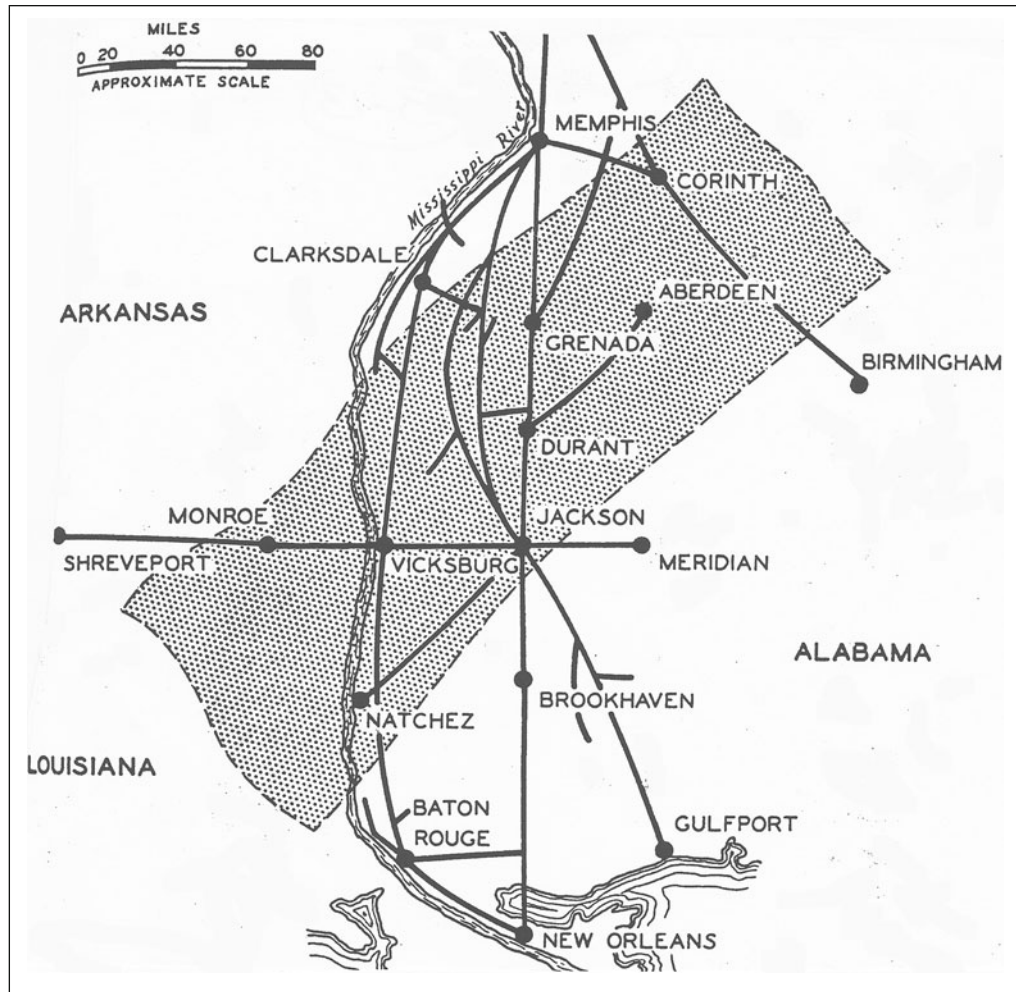 MILES
0 20 40 60 80
APPROXIMATE SCALE
Mississippi River
MEMPHIS
CORINTH
CLARKSDALE
ABERDEEN
ARKANSAS
GRENADA
BIRMINGHAM
DURANT
MONROE
JACKSON
SHREVEPORT
VICKSBURG
MERIDIAN
ALABAMA
BROOKHAVEN
NATCHEZ
LOUISIANA
BATON
ROUGE
GULFPORT
NEW ORLEANS